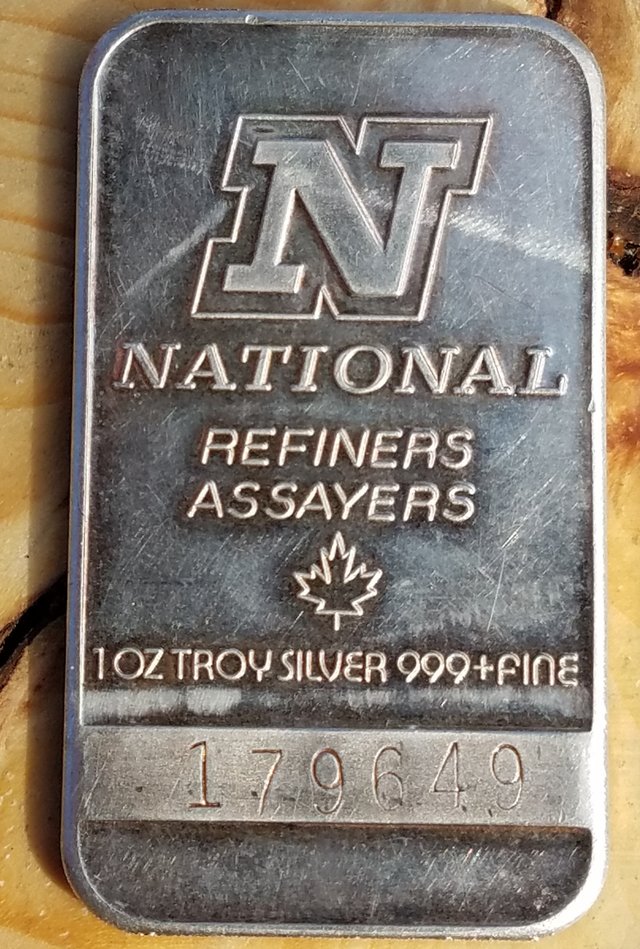 N
NATIONAL
REFINERS
ASSAYERS
1 OZ TROY SILVER 999+FINE
179649